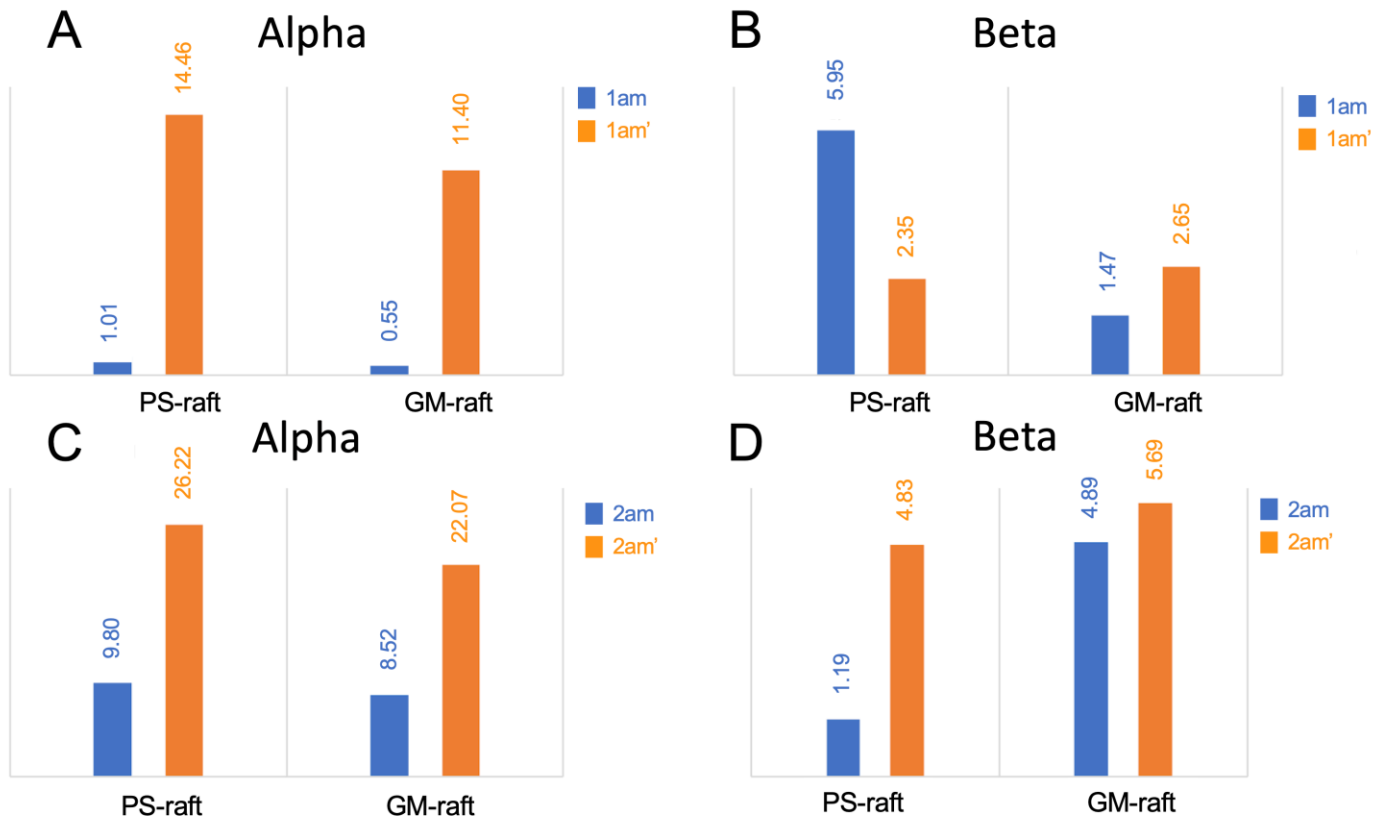 A
Alpha
14.46
11.40
1.01
0.55
1am
1am’
PS-raft
GM-raft
B
Beta
5.95
2.35
1.47
2.65
1am
1am’
PS-raft
GM-raft
C
Alpha
26.22
22.07
9.80
8.52
2am
2am’
PS-raft
GM-raft
D
Beta
1.19
4.83
4.89
5.69
2am
2am’
PS-raft
GM-raft